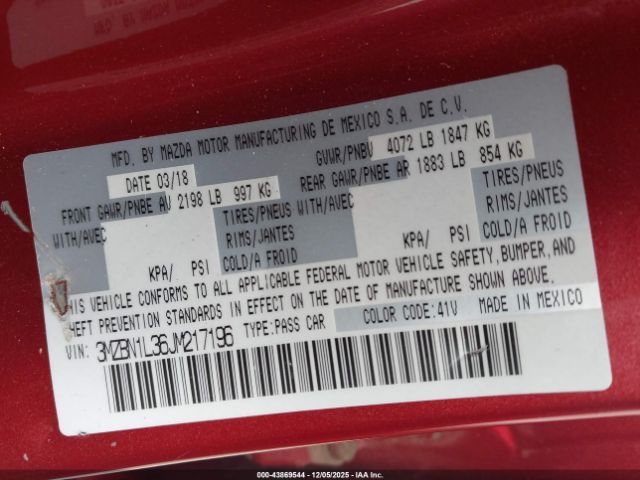 MFD. BY MAZDA MOTOR MANUFACTURING DE MEXICO S.A. DE C.V.
DATE 03/18 GVWR/PNBV 4072 LB 1847 KG
FRONT GAWR/PNBE AV 2198 LB 997 KG REAR GAWR/PNBE AR 1883 LB 854 KG
WITH/AVEC TIRES/PNEUS WITH/AVEC TIRES/PNEUS
RIMS/JANTES RIMS/JANTES
KPA/ PSI COLD/A FROID KPA/ PSI COLD/A FROID
THIS VEHICLE CONFORMS TO ALL APPLICABLE FEDERAL MOTOR VEHICLE SAFETY, BUMPER, AND
THEFT PREVENTION STANDARDS IN EFFECT ON THE DATE OF MANUFACTURE SHOWN ABOVE.
VIN: 3MZBN1L36JM217196 TYPE:PASS CAR COLOR CODE:41V MADE IN MEXICO
000-43869544 - 12/05/2025 - IAA Inc.